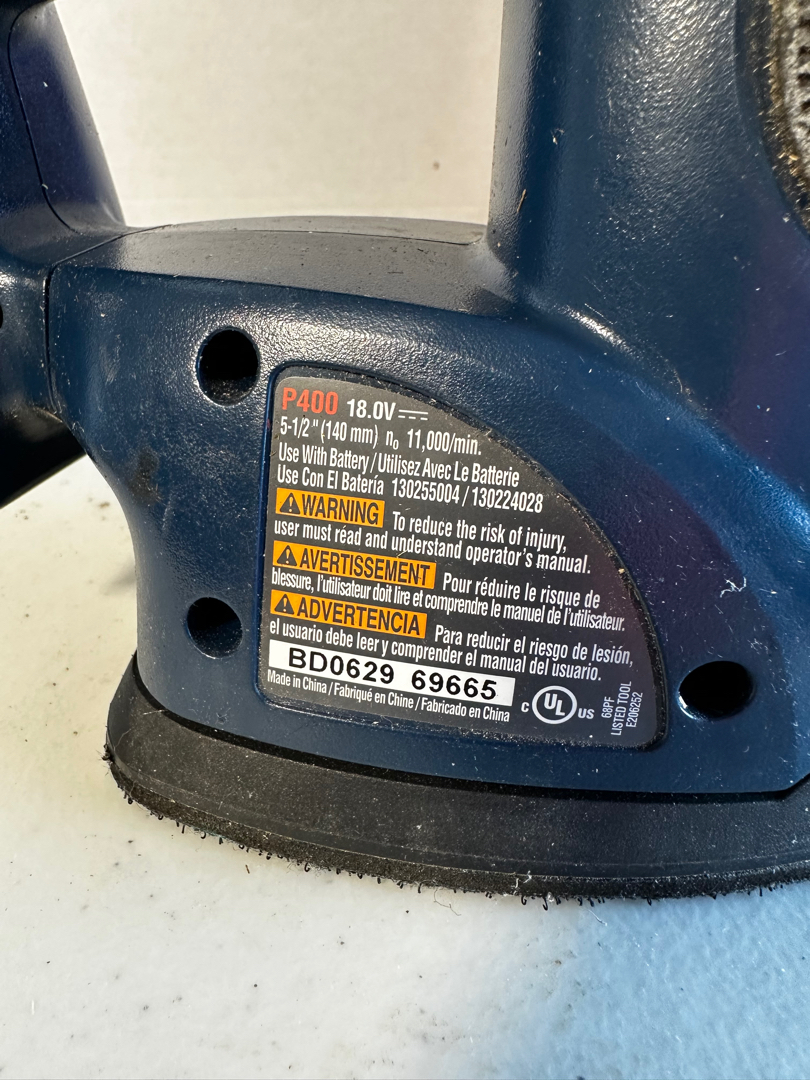 P400 18.0V
5-1/2" (140 mm) n₀ 11,000/min.
Use With Battery / Utilisez Avec Le Batterie
Use Con El Batería 130255004 / 130224028
WARNING To reduce the risk of injury,
user must read and understand operator's manual.
AVERTISSEMENT Pour réduire le risque de
blessure, l'utilisateur doit lire et comprendre le manuel de l'utilisateur.
ADVERTENCIA Para reducir el riesgo de lesión,
el usuario debe leer y comprender el manual del usuario.
BD0629 69665
Made in China / Fabriqué en Chine / Fabricado en China
C UL US
68PF
LISTED TOOL
E206252